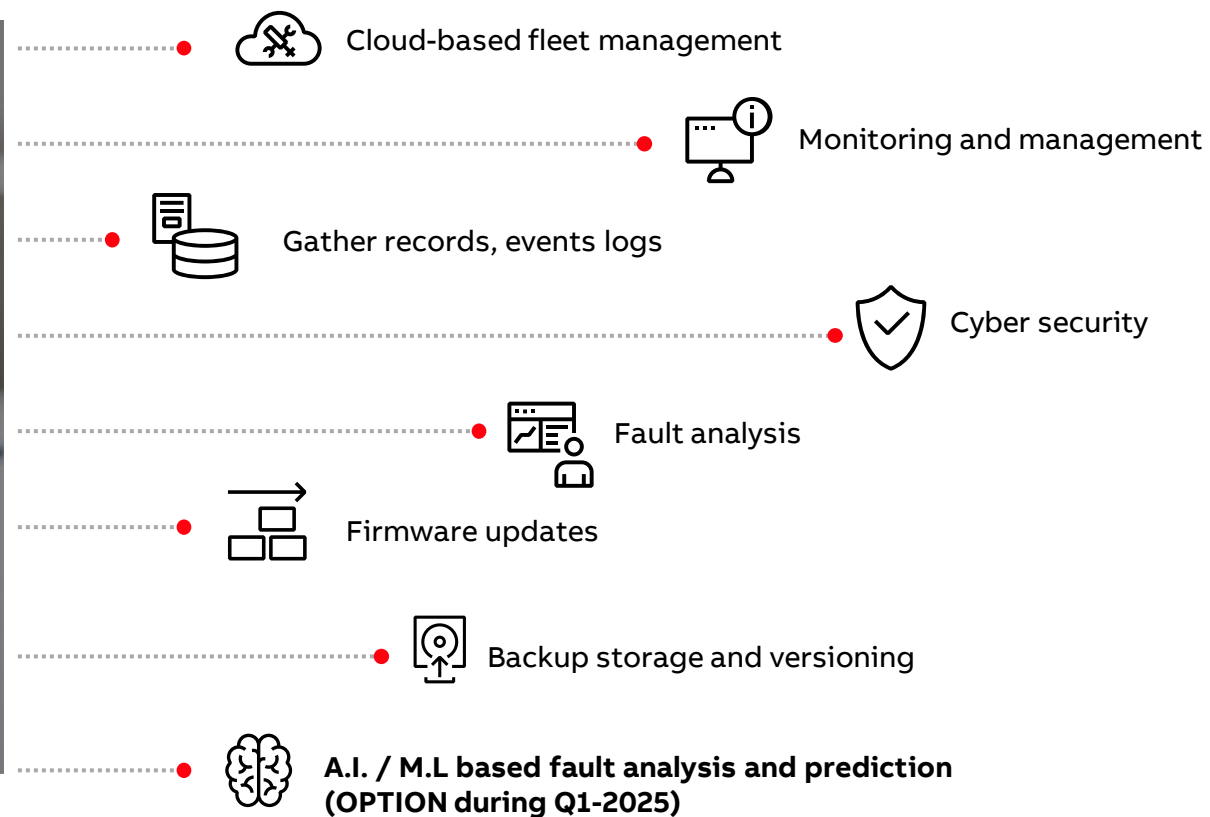 Cloud-based fleet management
Monitoring and management
Gather records, events logs
Cyber security
Fault analysis
Firmware updates
Backup storage and versioning
A.I. / M.L based fault analysis and prediction
(OPTION during Q1-2025)